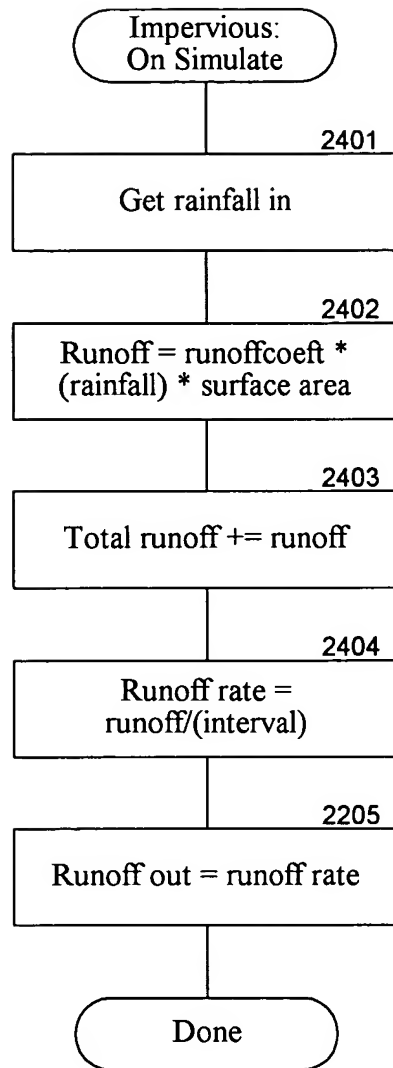 Impervious:
On Simulate
2401
Get rainfall in
2402
Runoff = runoffcoeft *
(rainfall) * surface area
2403
Total runoff += runoff
2404
Runoff rate =
runoff/(interval)
2205
Runoff out = runoff rate
Done